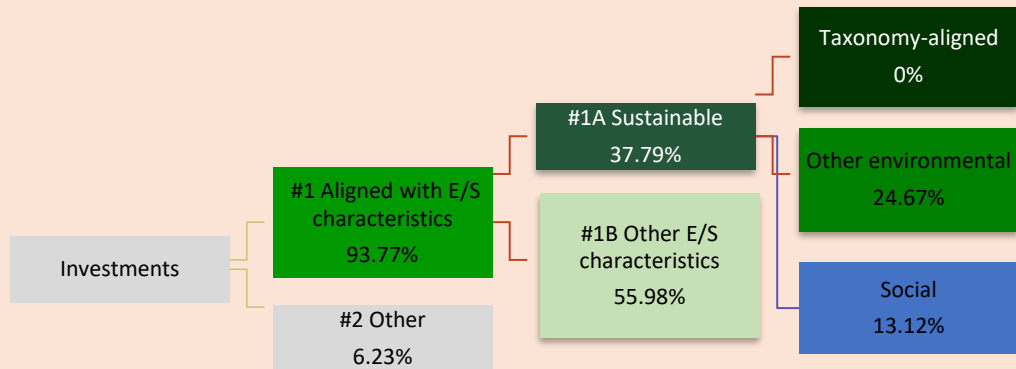 Investments
#1 Aligned with E/S
characteristics
93.77%
#2 Other
6.23%
#1A Sustainable
37.79%
#1B Other E/S
characteristics
55.98%
Taxonomy-aligned
0%
Other environmental
24.67%
Social
13.12%